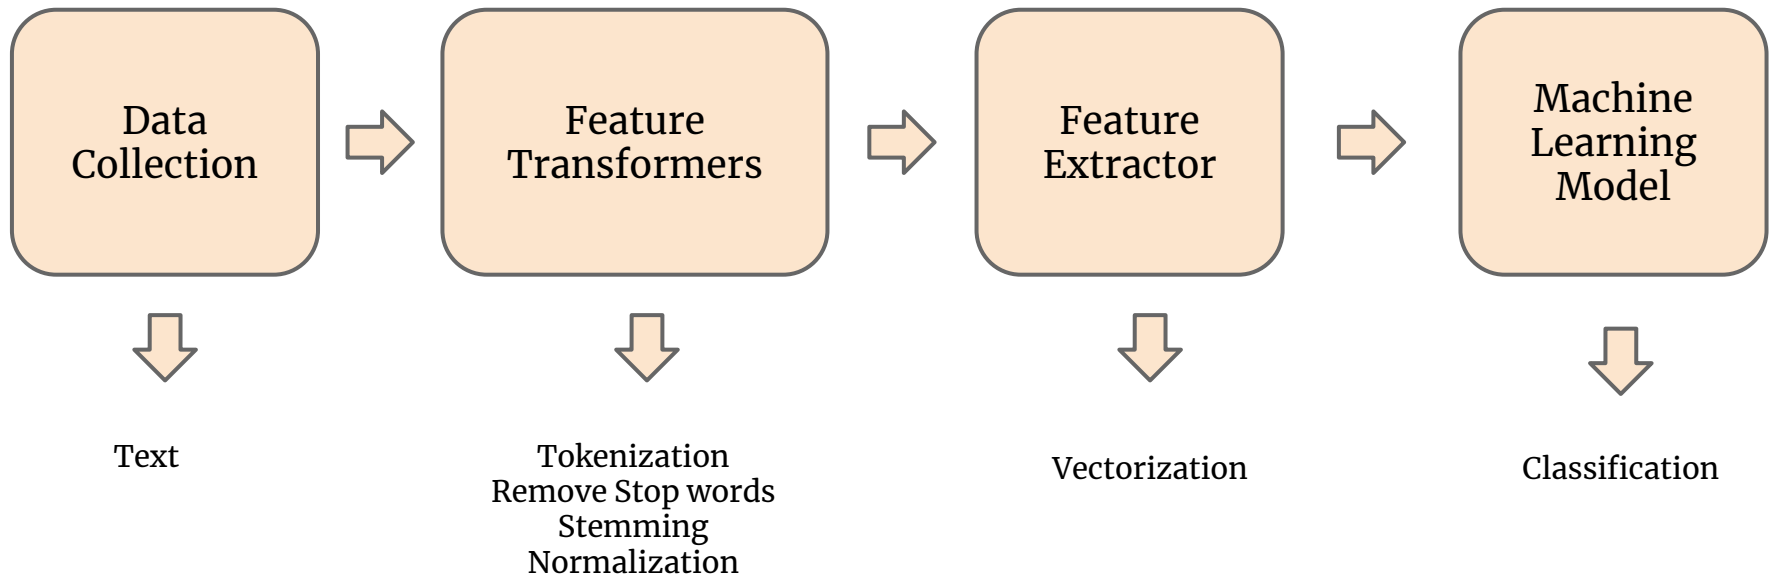 Data
Collection
Feature
Transformers
Feature
Extractor
Machine
Learning
Model
Text
Tokenization
Remove Stop words
Stemming
Normalization
Vectorization
Classification